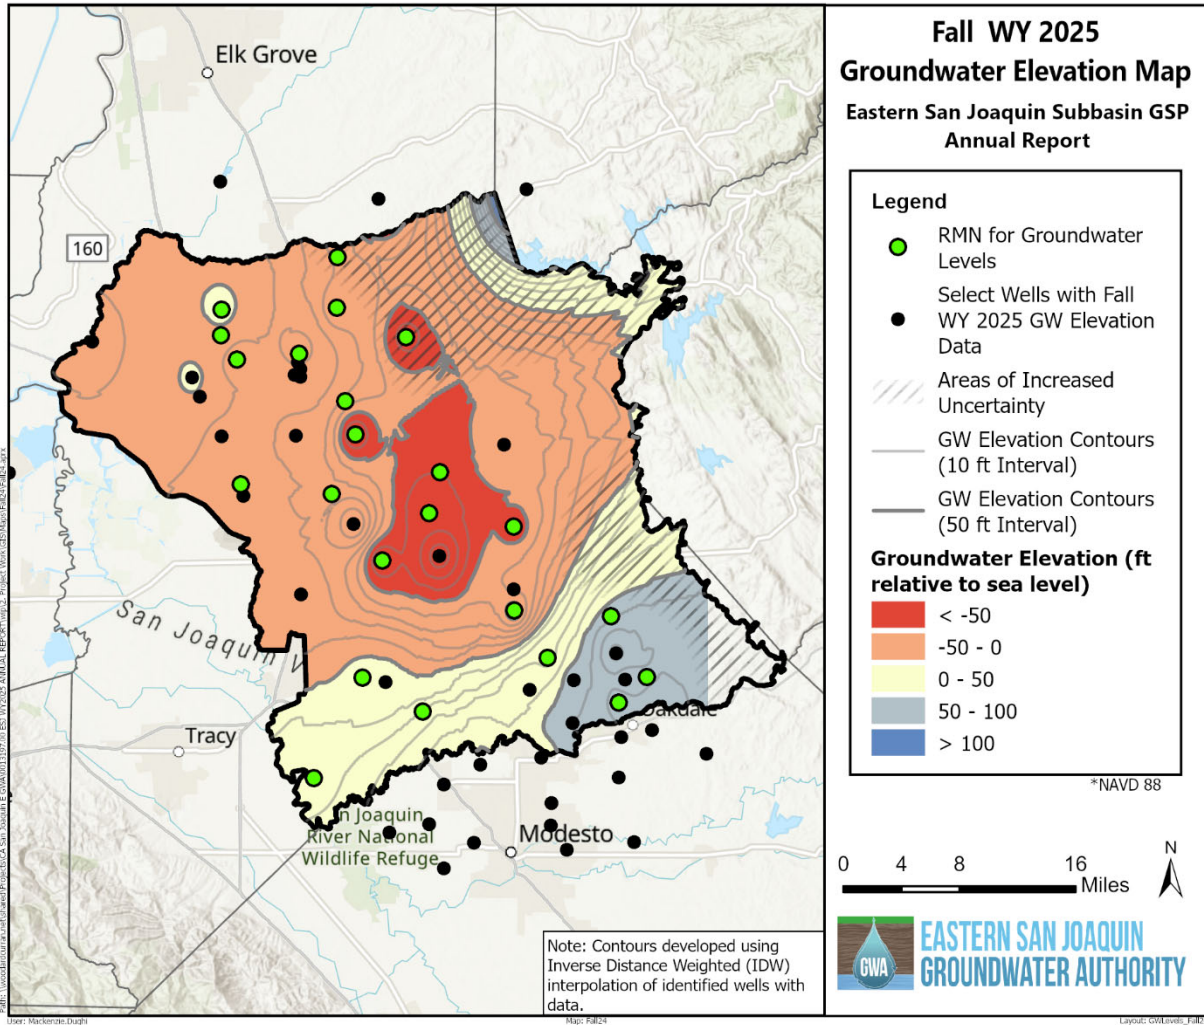 Fall WY 2025
Groundwater Elevation Map
Eastern San Joaquin Subbasin GSP
Annual Report
Legend
RMN for Groundwater
Levels
Select Wells with Fall
WY 2025 GW Elevation
Data
Areas of Increased
Uncertainty
GW Elevation Contours
(10 ft Interval)
GW Elevation Contours
(50 ft Interval)
Groundwater Elevation (ft
relative to sea level)
< -50
-50 - 0
0 - 50
50 - 100
> 100
*NAVD 88
0 4 8 16
Miles
N
GWA
EASTERN SAN JOAQUIN
GROUNDWATER AUTHORITY
Elk Grove
160
San Joaquin V
Tracy
Oakdale
Modesto
n Joaquin
River National
Wildlife Refuge
Note: Contours developed using
Inverse Distance Weighted (IDW)
interpolation of identified wells with
data.
User: Mackenzie.Dughi
Map: Fall24
Layout: GWLevels_Fall2